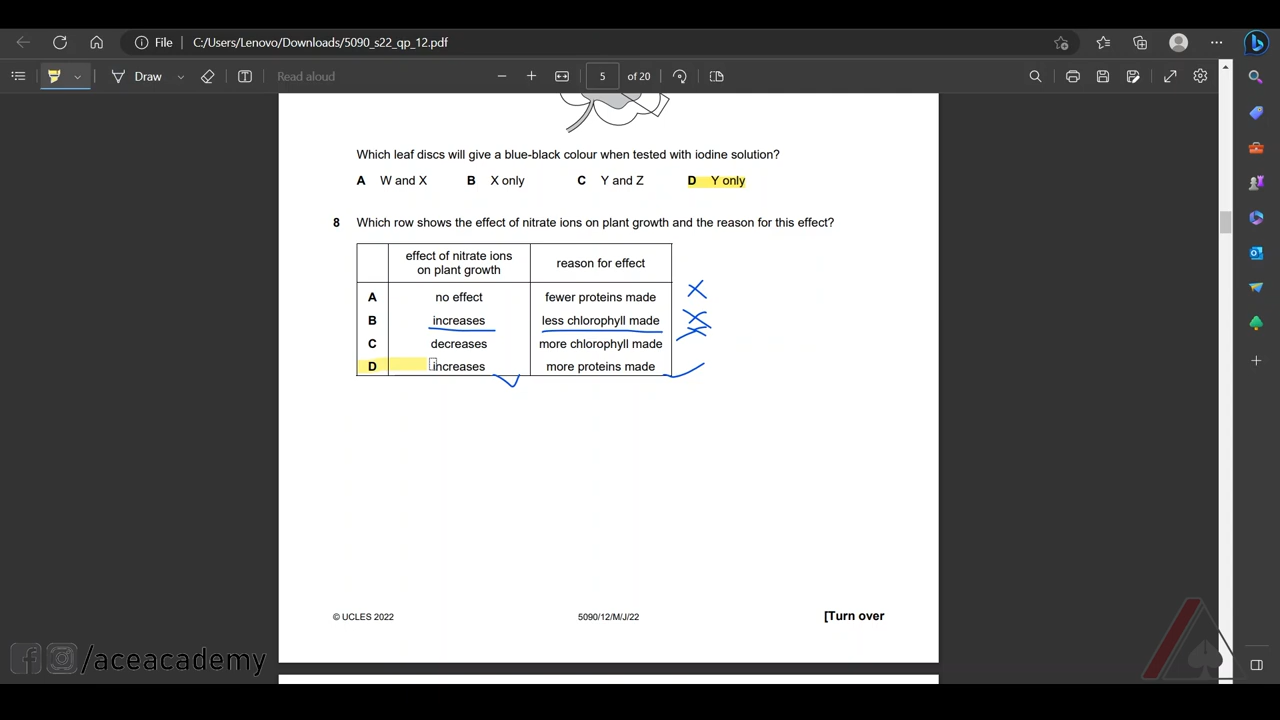 File
C:/Users/Lenovo/Downloads/5090_s22_qp_12.pdf
Draw
Read aloud
5 of 20
Which leaf discs will give a blue-black colour when tested with iodine solution?
A W and X B X only C Y and Z D Y only
8 Which row shows the effect of nitrate ions on plant growth and the reason for this effect?
effect of nitrate ions on plant growth
reason for effect
A no effect fewer proteins made
B increases less chlorophyll made
C decreases more chlorophyll made
D increases more proteins made
© UCLES 2022 5090/12/M/J/22 [Turn over
/aceacademy